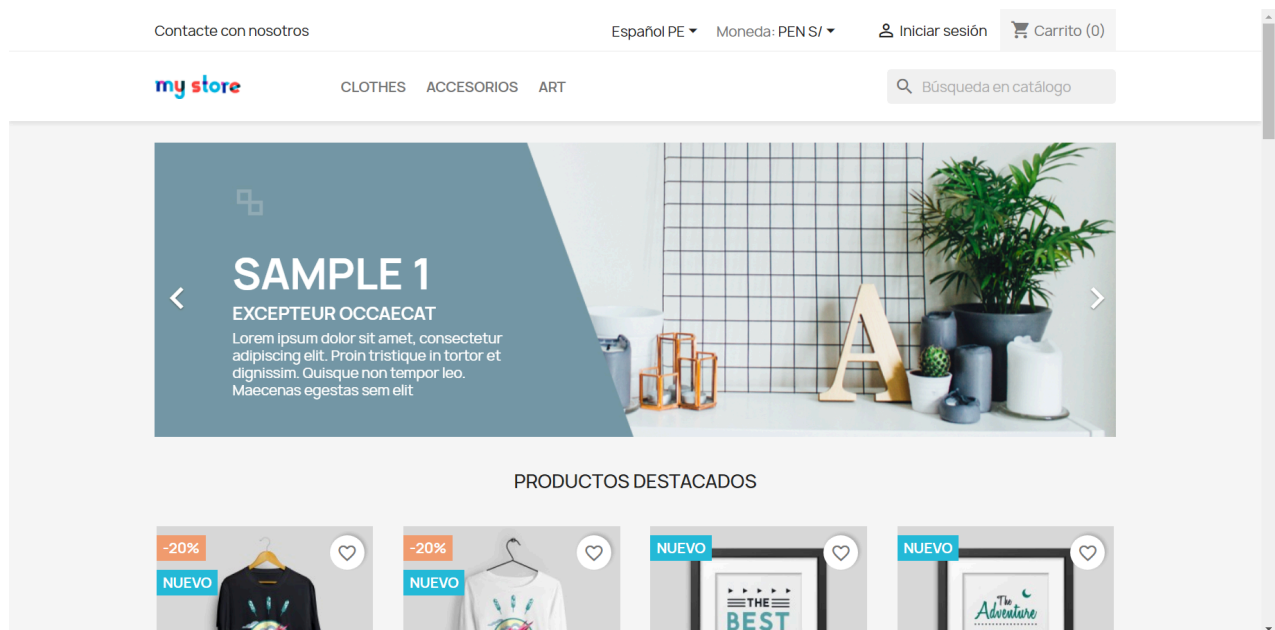 Contacte con nosotros
Español PE
Moneda: PEN S/
Iniciar sesión
Carrito (0)
my store
CLOTHES
ACCESORIOS
ART
Búsqueda en catálogo
SAMPLE 1
EXCEPTEUR OCCAECAT
Lorem ipsum dolor sit amet, consectetur
adipiscing elit. Proin tristique in tortor et
dignissim. Quisque non tempor leo.
Maecenas egestas sem elit
A
PRODUCTOS DESTACADOS
-20%
NUEVO
-20%
NUEVO
NUEVO
THE
BEST
NUEVO
The
Adventure